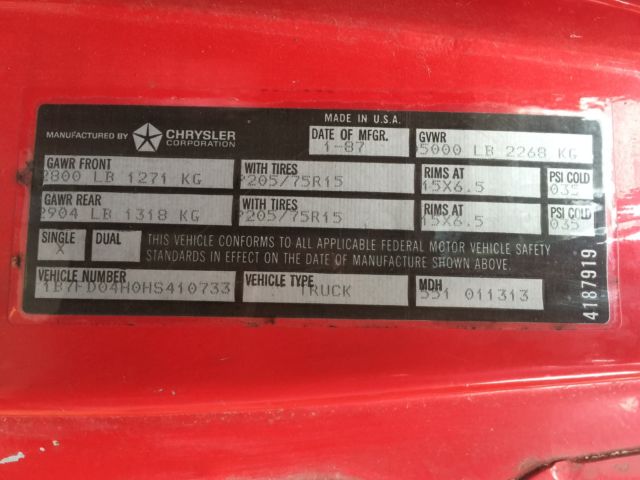 MADE IN U.S.A.
MANUFACTURED BY CHRYSLER CORPORATION
DATE OF MFGR. 1-87
GVWR 05000 LB 2268 KG
GAWR FRONT 2800 LB 1271 KG
WITH TIRES P205/75R15
RIMS AT 15X6.5
PSI COLD 035
GAWR REAR 2904 LB 1318 KG
WITH TIRES P205/75R15
RIMS AT 15X6.5
PSI COLD 035
SINGLE X DUAL
THIS VEHICLE CONFORMS TO ALL APPLICABLE FEDERAL MOTOR VEHICLE SAFETY
STANDARDS IN EFFECT ON THE DATE OF MANUFACTURE SHOWN ABOVE.
VEHICLE NUMBER 1B7FD04H0HS410733
VEHICLE TYPE TRUCK
MDH 551 011313
4187919